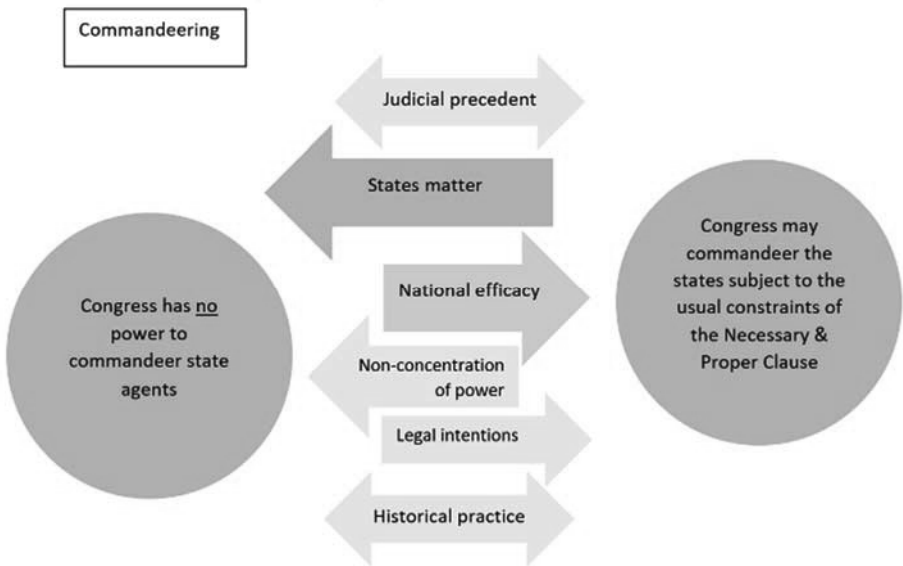 Commandeering
Judicial precedent
States matter
National efficacy
Non-concentration
of power
Legal intentions
Historical practice
Congress has no
power to
commandeer state
agents
Congress may
commandeer the
states subject to the
usual constraints of
the Necessary &
Proper Clause